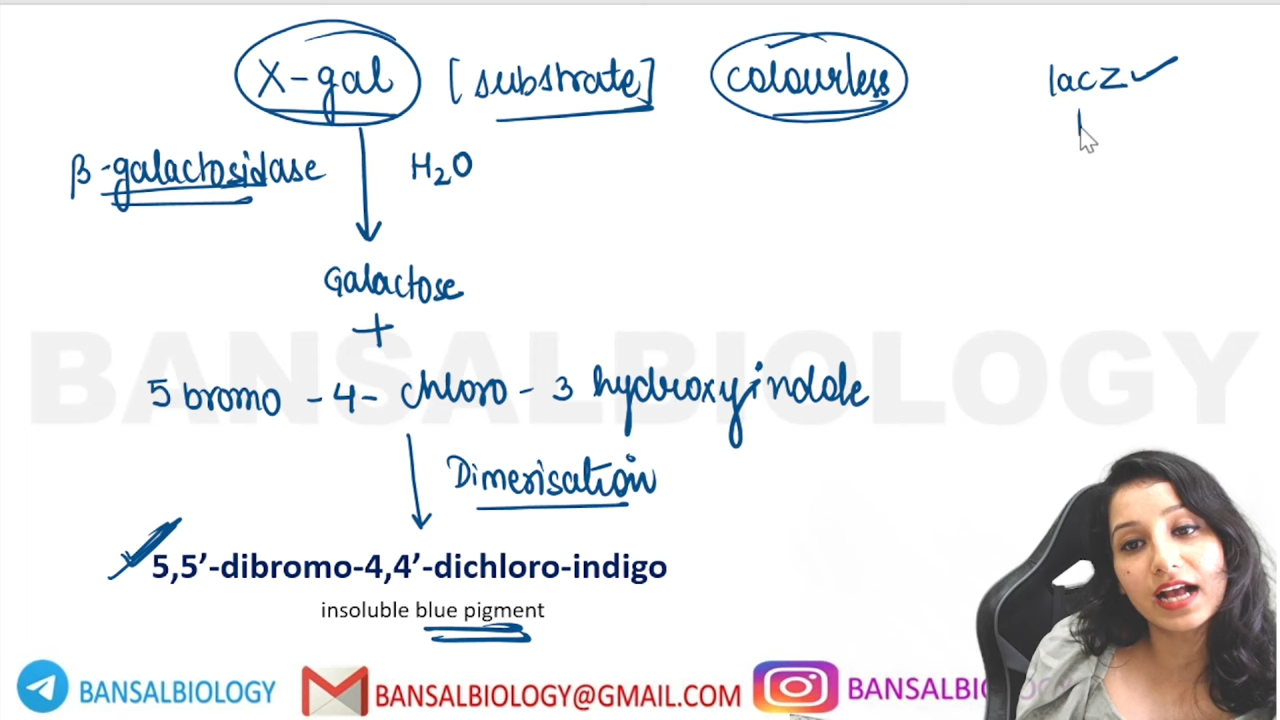 X-gal [substrate] colourless lacZ
β-galactosidase H₂O
Galactose
+
BANSALBIOLOGY
5 bromo - 4 - chloro - 3 hydroxyindole
Dimerisation
5,5’-dibromo-4,4’-dichloro-indigo
insoluble blue pigment
BANSALBIOLOGY BANSALBIOLOGY@GMAIL.COM BANSALBI